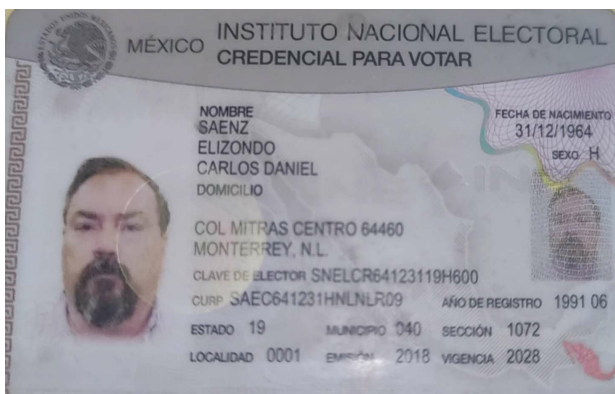 MÉXICO
INSTITUTO NACIONAL ELECTORAL
CREDENCIAL PARA VOTAR
NOMBRE
SAENZ
ELIZONDO
CARLOS DANIEL
DOMICILIO
FECHA DE NACIMIENTO
31/12/1964
SEXO H
COL MITRAS CENTRO 64460
MONTERREY, N.L.
CLAVE DE ELECTOR SNELCR64123119H600
CURP SAEC641231HNLNLR09 AÑO DE REGISTRO 1991 06
ESTADO 19 MUNICIPIO 040 SECCIÓN 1072
LOCALIDAD 0001 EMISIÓN 2018 VIGENCIA 2028